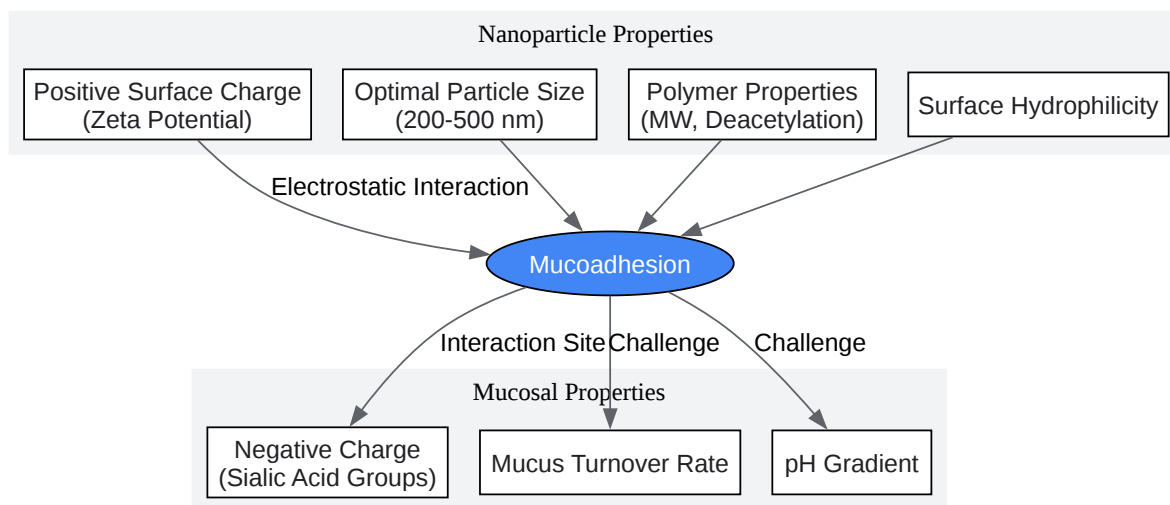 Nanoparticle Properties
Positive Surface Charge
(Zeta Potential)
Optimal Particle Size
(200-500 nm)
Polymer Properties
(MW, Deacetylation)
Surface Hydrophilicity
Electrostatic Interaction
Mucoadhesion
Interaction Site
Challenge
Challenge
Mucosal Properties
Negative Charge
(Sialic Acid Groups)
Mucus Turnover Rate
pH Gradient